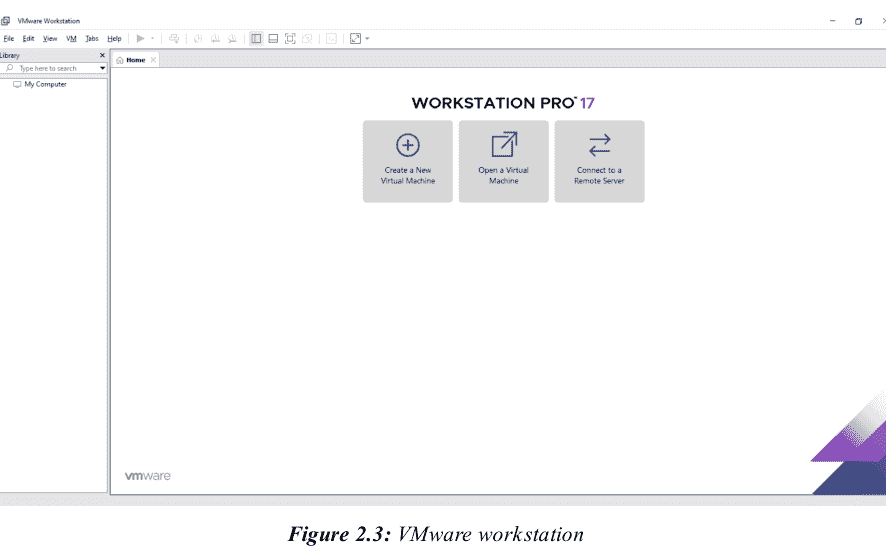 VMware Workstation
File Edit View VM Tabs Help
Library
Type here to search
My Computer
Home
WORKSTATION PRO™ 17
Create a New
Virtual Machine
Open a Virtual
Machine
Connect to a
Remote Server
vmware
Figure 2.3: VMware workstation